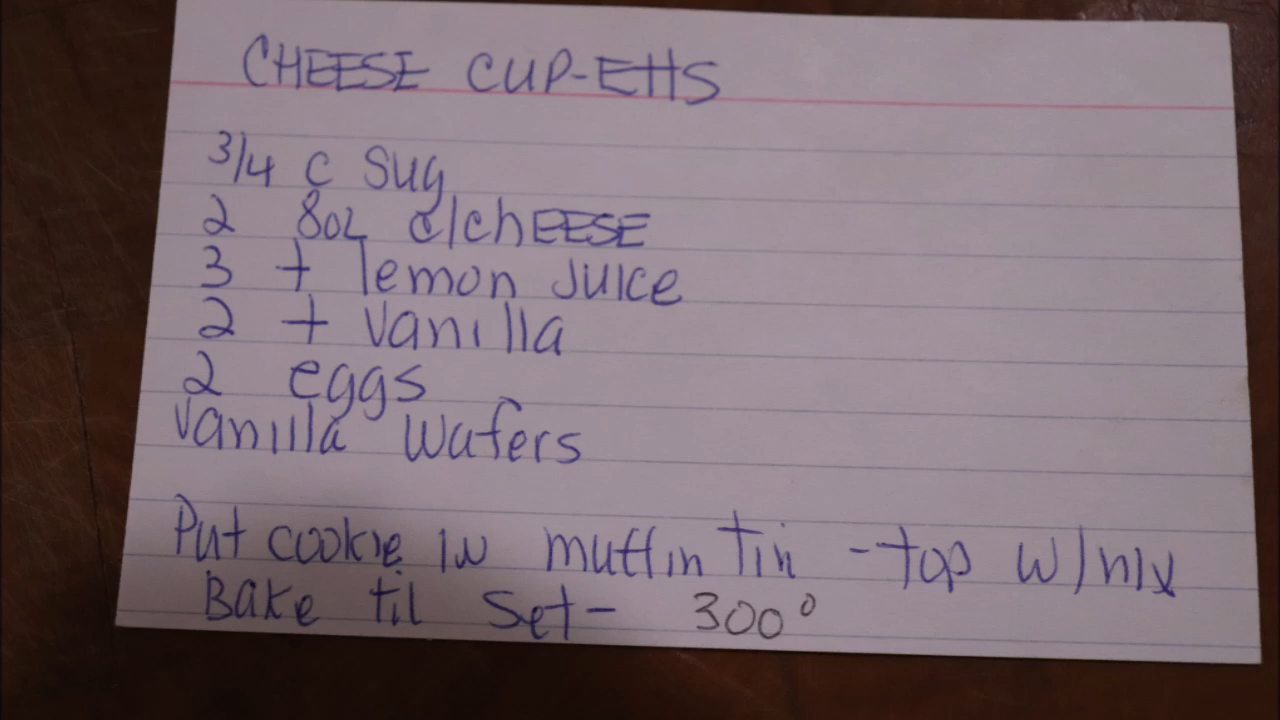 CHEESE CUP-ETTS
3/4 c sug
2 8oz c/cHEESE
3 t lemon juice
2 t vanilla
2 eggs
Vanilla Wafers
Put cookie in muffin tin - top w/mix
Bake til set - 300°